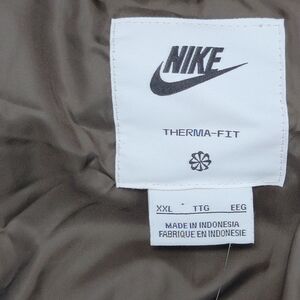 NIKE
THERMA-FIT
XXL TTG EEG
MADE IN INDONESIA
FABRIQUE EN INDONESIE